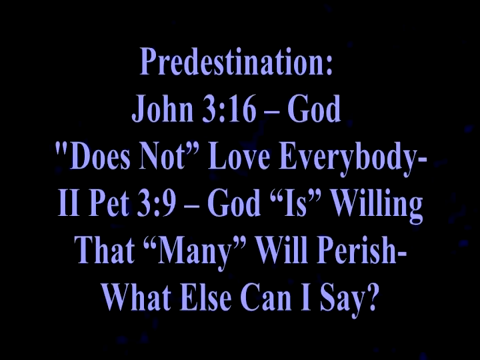 Predestination:
John 3:16 – God
"Does Not” Love Everybody-
II Pet 3:9 – God “Is” Willing
That “Many” Will Perish-
What Else Can I Say?